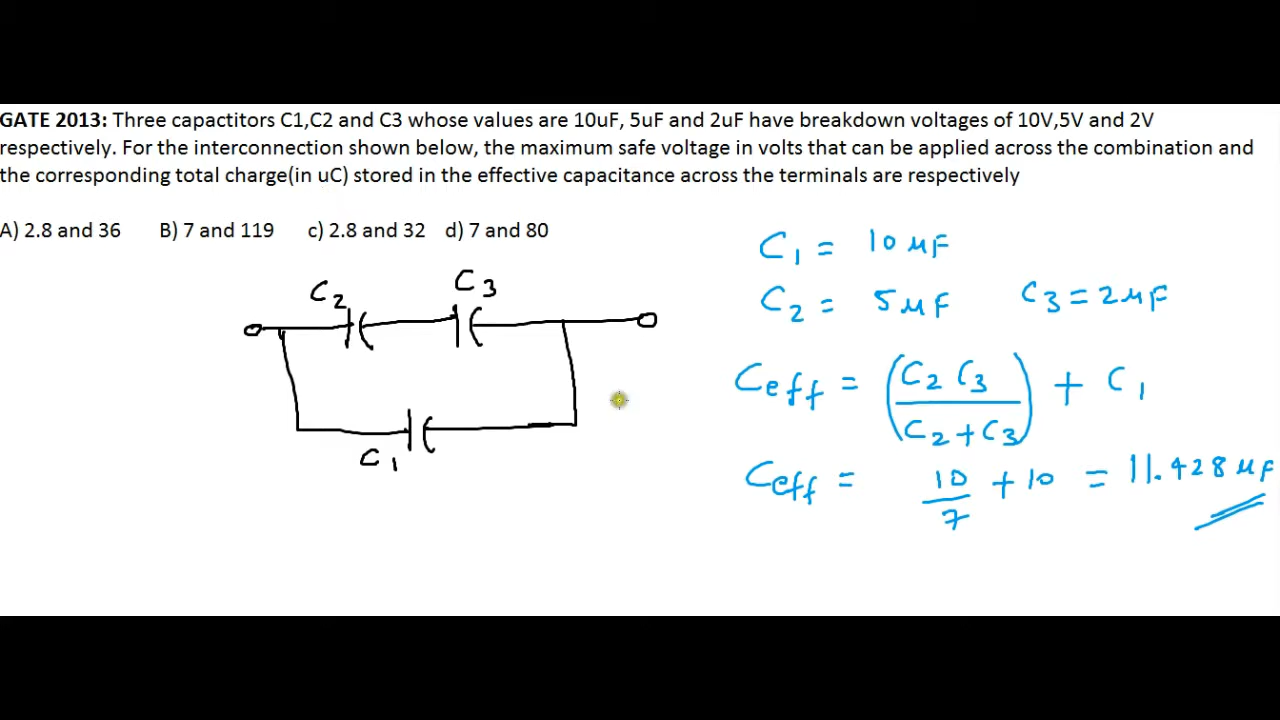 GATE 2013: Three capactitors C1,C2 and C3 whose values are 10uF, 5uF and 2uF have breakdown voltages of 10V,5V and 2V
respectively. For the interconnection shown below, the maximum safe voltage in volts that can be applied across the combination and
the corresponding total charge(in uC) stored in the effective capacitance across the terminals are respectively
A) 2.8 and 36 B) 7 and 119 c) 2.8 and 32 d) 7 and 80
C2 C3
C1
C1 = 10 μF
C2 = 5 μF C3 = 2 μF
Ceff = (C2 C3 / C2 + C3) + C1
Ceff = 10/7 + 10 = 11.428 μF